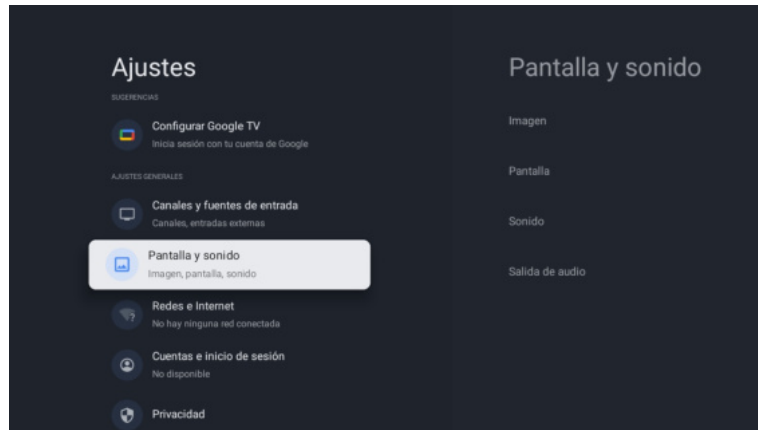 Ajustes
SUGERENCIAS
Configurar Google TV
Inicia sesión con tu cuenta de Google
AJUSTES GENERALES
Canales y fuentes de entrada
Canales, entradas externas
Pantalla y sonido
Imagen, pantalla, sonido
Redes e Internet
No hay ninguna red conectada
Cuentas e inicio de sesión
No disponible
Privacidad
Pantalla y sonido
Imagen
Pantalla
Sonido
Salida de audio